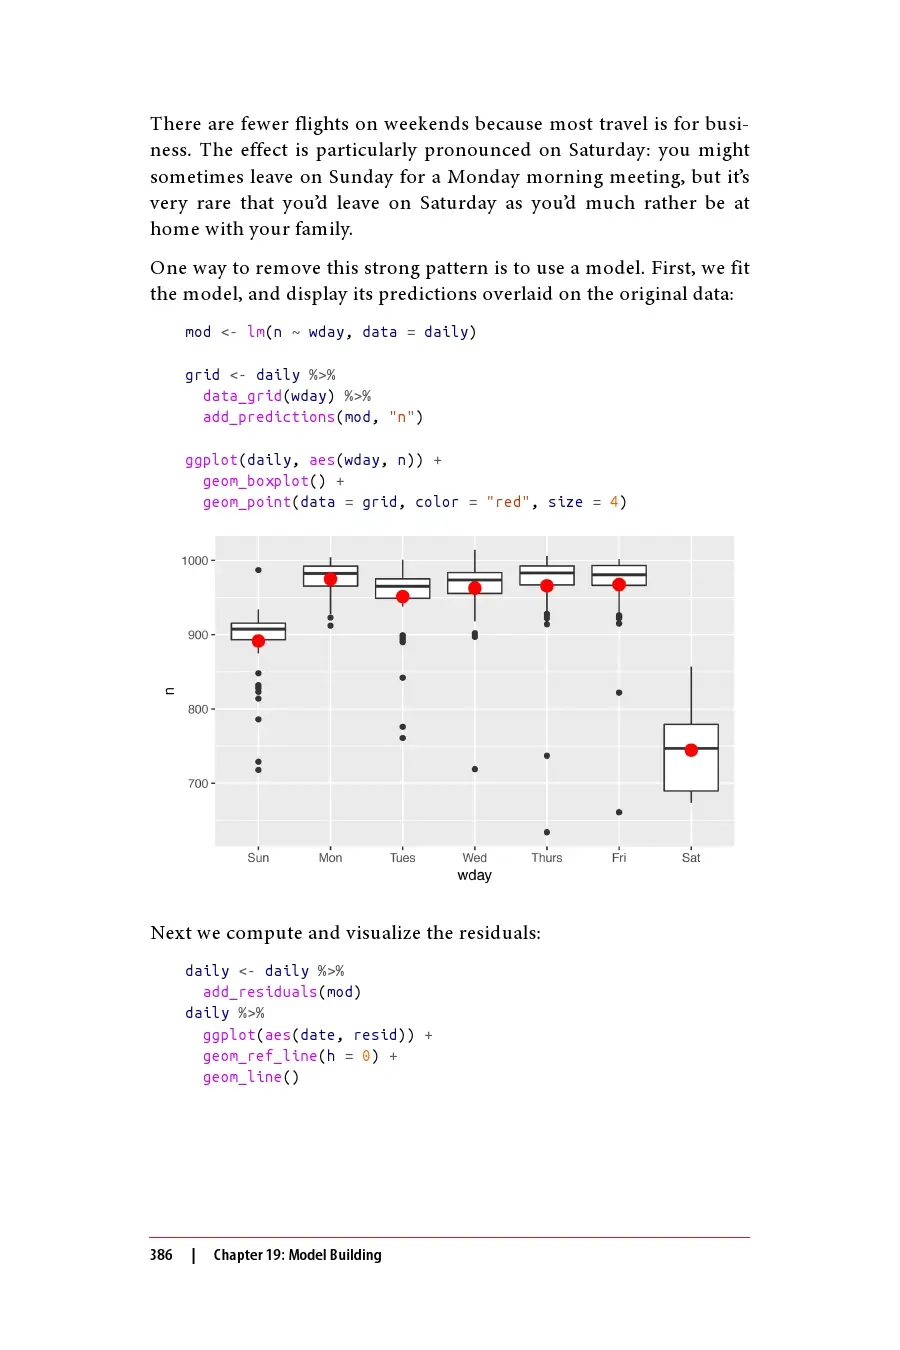 There are fewer flights on weekends because most travel is for busi-
ness. The effect is particularly pronounced on Saturday: you might
sometimes leave on Sunday for a Monday morning meeting, but it’s
very rare that you’d leave on Saturday as you’d much rather be at
home with your family.
One way to remove this strong pattern is to use a model. First, we fit
the model, and display its predictions overlaid on the original data:
mod <- lm(n ~ wday, data = daily)
grid <- daily %>%
data_grid(wday) %>%
add_predictions(mod, "n")
ggplot(daily, aes(wday, n)) +
geom_boxplot() +
geom_point(data = grid, color = "red", size = 4)
1000
900
800
700
n
Sun Mon Tues Wed Thurs Fri Sat
wday
Next we compute and visualize the residuals:
daily <- daily %>%
add_residuals(mod)
daily %>%
ggplot(aes(date, resid)) +
geom_ref_line(h = 0) +
geom_line()
386 | Chapter 19: Model Building